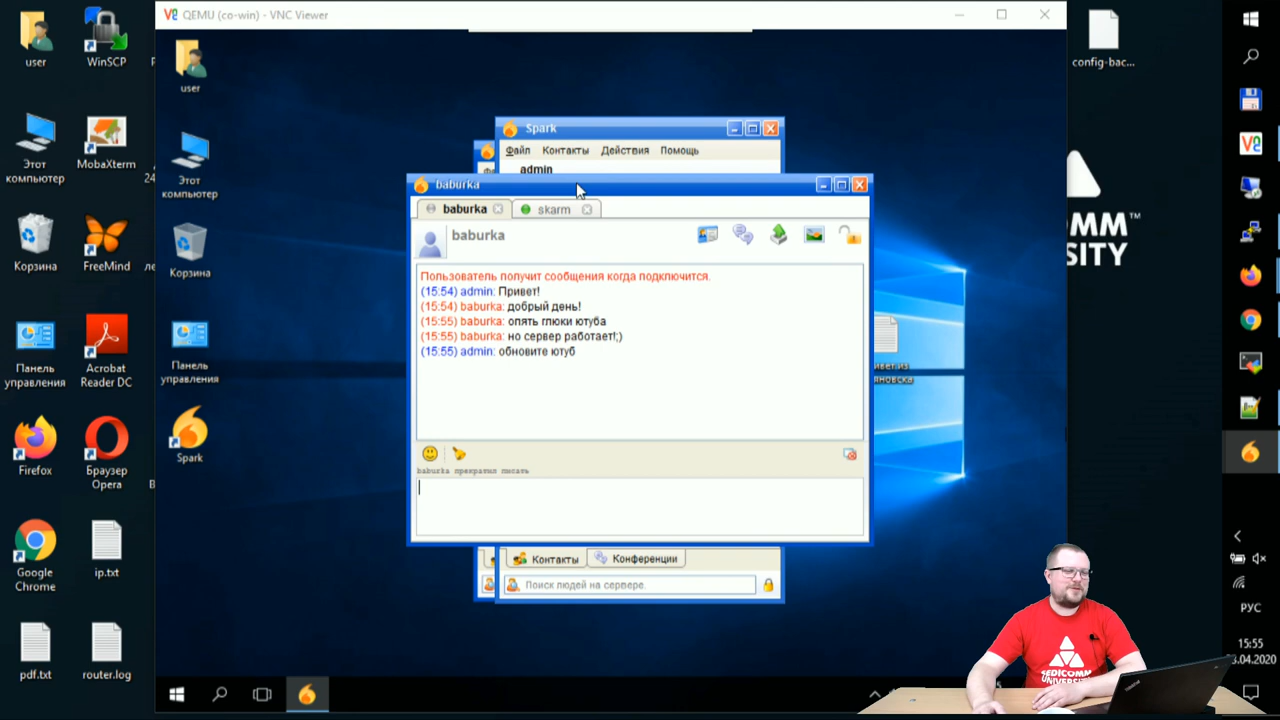 QEMU (co-win) - VNC Viewer
user
WinSCP
Этот компьютер
MobaXterm
Корзина
FreeMind
Панель управления
Acrobat Reader DC
Firefox
Браузер Opera
Google Chrome
ip.txt
pdf.txt
router.log
user
Этот компьютер
Корзина
Панель управления
Spark
Spark
Файл Контакты Действия Помощь
admin
baburka
baburka skarm
baburka
Пользователь получит сообщения когда подключится.
(15:54) admin: Привет!
(15:54) baburka: добрый день!
(15:55) baburka: опять глюки ютуба
(15:55) baburka: но сервер работает!;)
(15:55) admin: обновите ютуб
baburka прекратил писать
Контакты Конференции
Поиск людей на сервере.
config-bac...
РУС
15:55